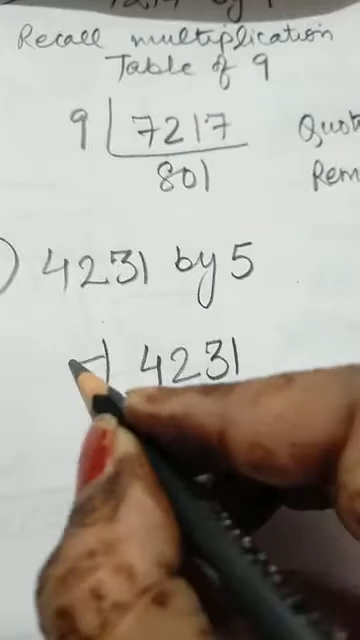 Recall multiplication
Table of 9
9 7217 Quot
801 Rem
) 4231 by 5
4231